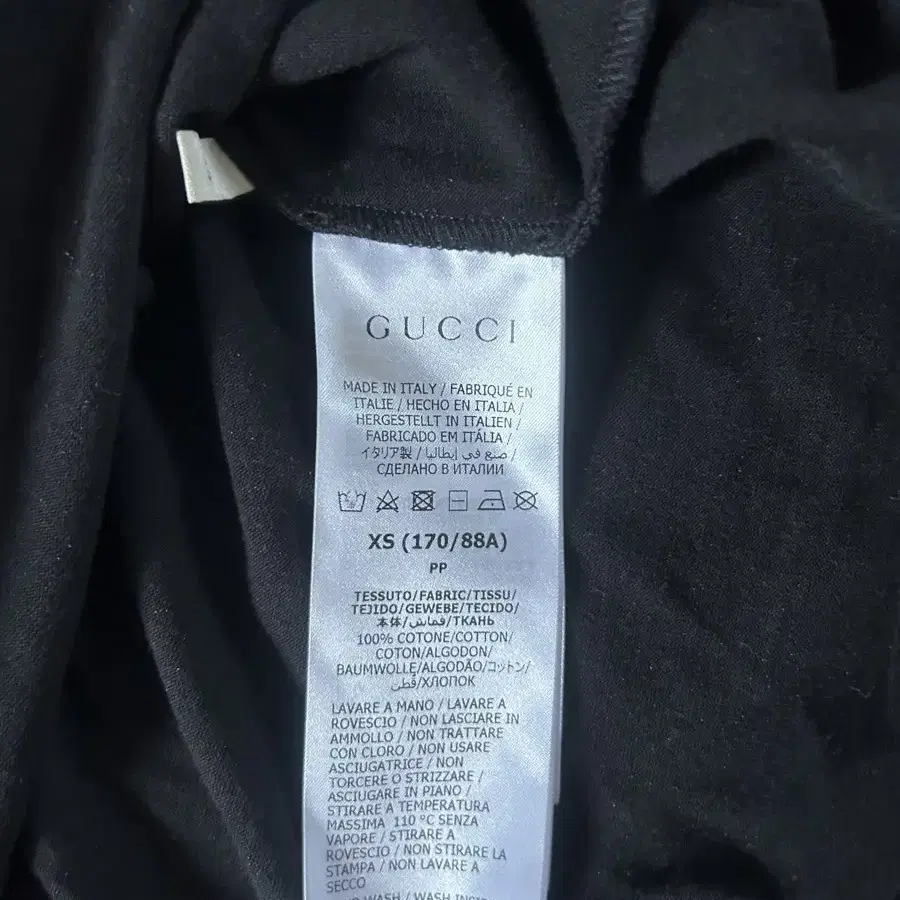 GUCCI
MADE IN ITALY / FABRIQUÉ EN
ITALIE / HECHO EN ITALIA /
HERGESTELLT IN ITALIEN /
FABRICADO EM ITÁLIA /
イタリア製 / صنع في إيطاليا /
СДЕЛАНО В ИТАЛИИ
XS (170/88A)
PP
TESSUTO/FABRIC/TISSU/
TEJIDO/GEWEBE/TECIDO/
本体/قماش/ТКАНЬ
100% COTONE/COTTON/
COTON/ALGODON/
BAUMWOLLE/ALGODÃO/コットン/
قطن/ХЛОПОК
LAVARE A MANO / LAVARE A
ROVESCIO / NON LASCIARE IN
AMMOLLO / NON TRATTARE
CON CLORO / NON USARE
ASCIUGATRICE / NON
TORCERE O STRIZZARE /
ASCIUGARE IN PIANO /
STIRARE A TEMPERATURA
MASSIMA 110 °C SENZA
VAPORE / STIRARE A
ROVESCIO / NON STIRARE LA
STAMPA / NON LAVARE A
SECCO
WASH / WASH